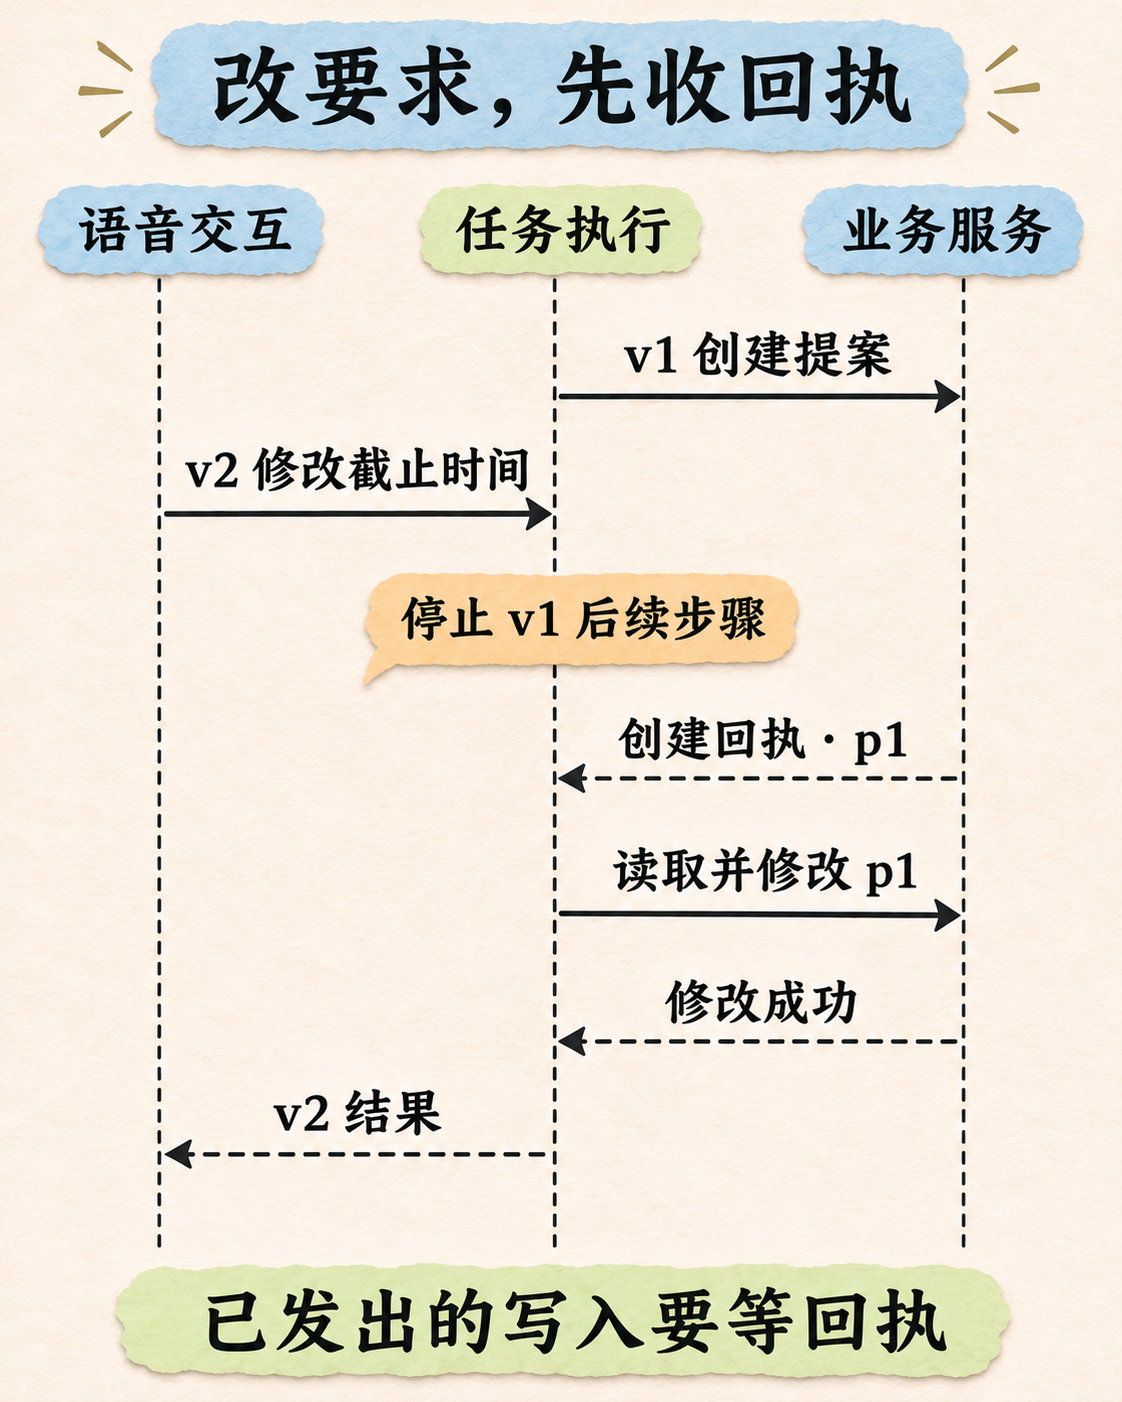 改要求，先收回执
语音交互
任务执行
业务服务
v1 创建提案
v2 修改截止时间
停止 v1 后续步骤
创建回执 · p1
读取并修改 p1
修改成功
v2 结果
已发出的写入要等回执